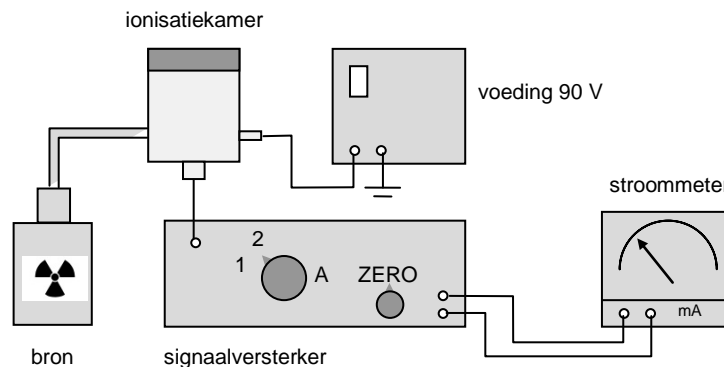 ionisatiekamer
voeding 90 V
stroommeter
2
1
A
ZERO
mA
bron
signaalversterker